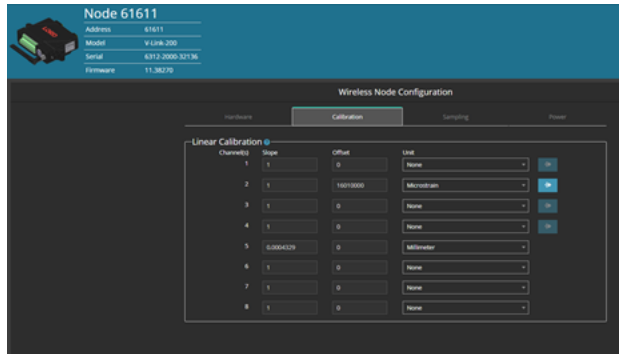 Node 61611
Address 61611
Model V-Link-200
Serial 6312-2000-32136
Firmware 11.38270
Wireless Node Configuration
Hardware Calibration Sampling Power
Linear Calibration
Channel(s) Slope Offset Unit
1 1 0 None
2 1 16010000 Microstrain
3 1 0 None
4 1 0 None
5 0.0004329 0 Millimeter
6 1 0 None
7 1 0 None
8 1 0 None